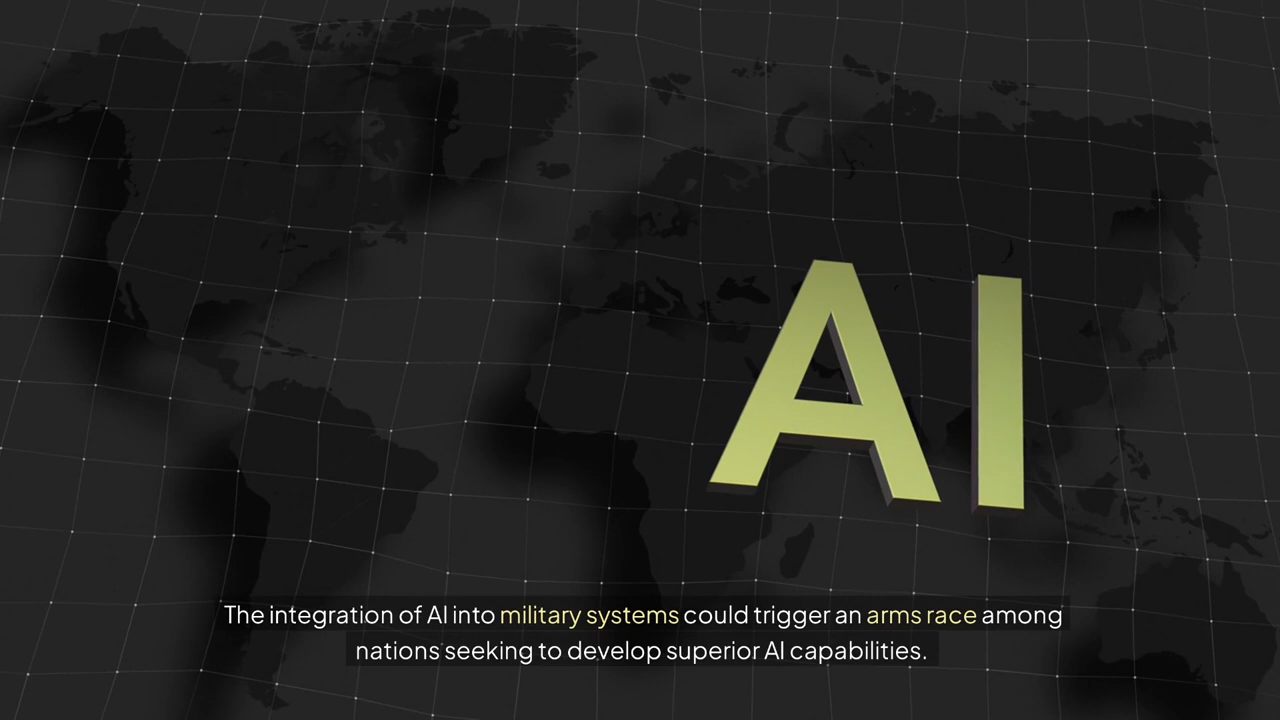 AI
The integration of AI into military systems could trigger an arms race among
nations seeking to develop superior AI capabilities.